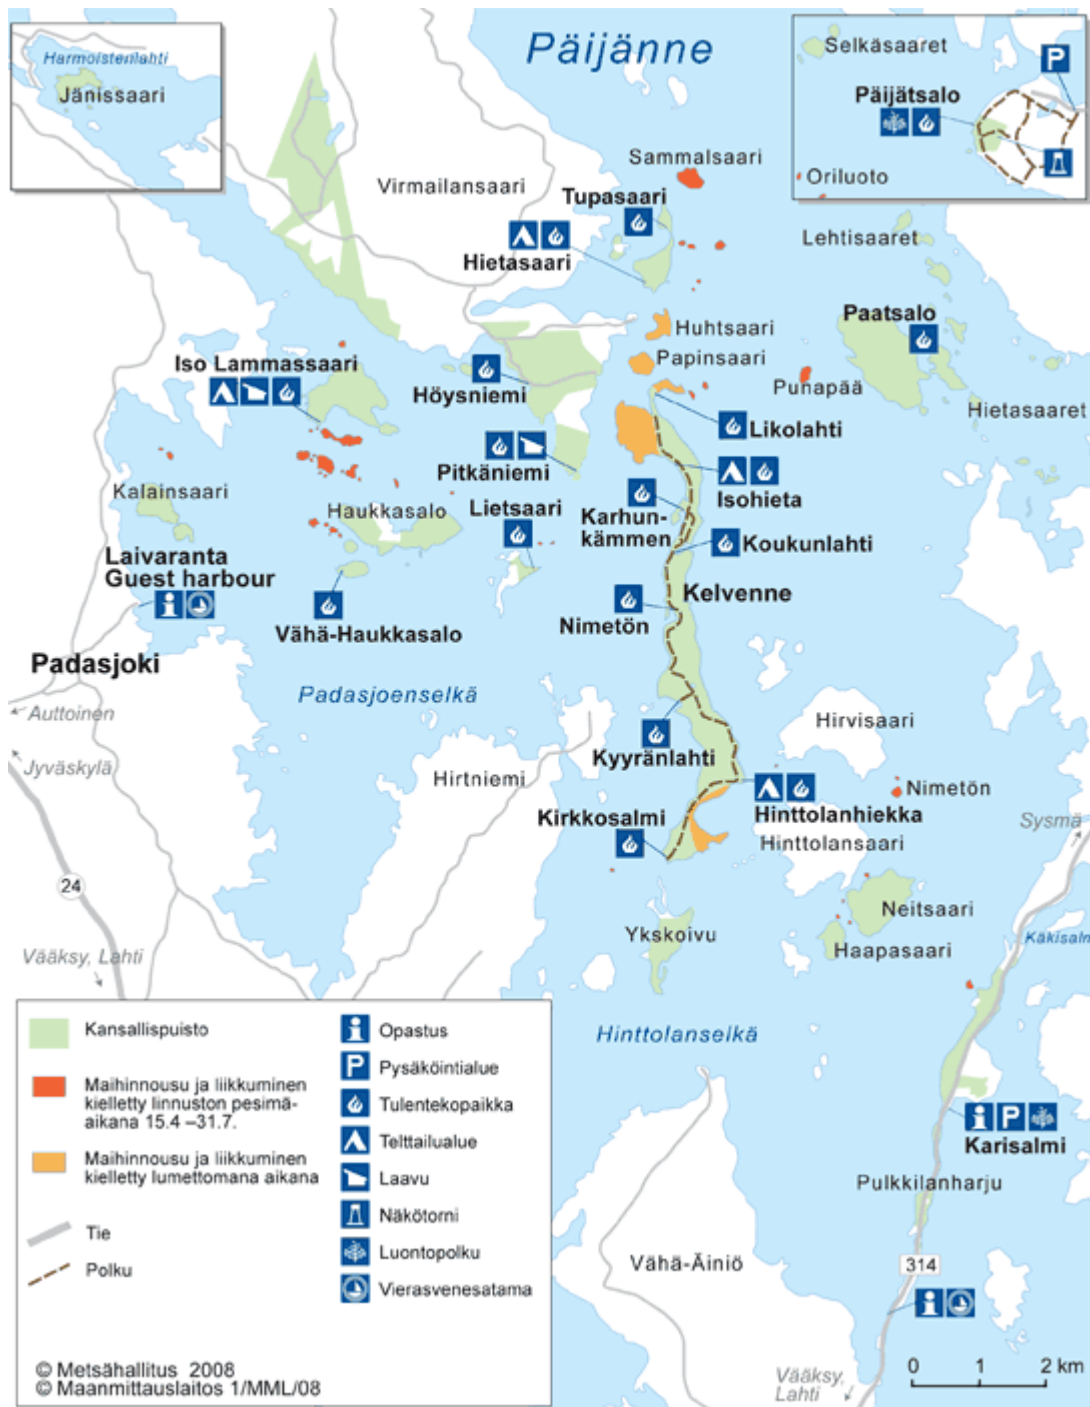 Päijänne
Harmoistenlahti
Jänissaari
Selkäsaaret
P
Päijätsalo
Sammalsaari
Oriluoto
Virmailansaari
Tupasaari
Lehtisaaret
Hietasaari
Paatsalo
Huhtsaari
Papinsaari
Iso Lammassaari
Punapää
Höysniemi
Hietasaaret
Likolahti
Pitkäniemi
Isohieta
Kalainsaari
Haukkasalo
Lietsaari
Karhun-
kämmen
Koukunlahti
Laivaranta
Guest harbour
Kelvenne
Vähä-Haukkasalo
Nimetön
Padasjoki
Padasjoenselkä
Auttoinen
Hirvisaari
Jyväskylä
Kyyränlahti
Hirtniemi
Nimetön
Kirkkosalmi
Hinttolanhiekka
Sysmä
Hinttolansaari
24
Neitsaari
Ykskoivu
Haapasaari
Käkisalm
Vääksy, Lahti
Hinttolanselkä
P
Karisalmi
Pulkkilanharju
Vähä-Äiniö
314
Vääksy,
Lahti
0 1 2 km
Kansallispuisto
Maihinnousu ja liikkuminen
kielletty linnuston pesimä-
aikana 15.4 –31.7.
Maihinnousu ja liikkuminen
kielletty lumettomana aikana
Tie
Polku
Opastus
P Pysäköintialue
Tulentekopaikka
Telttailualue
Laavu
Näkötorni
Luontopolku
Vierasvenesatama
© Metsähallitus 2008
© Maanmittauslaitos 1/MML/08